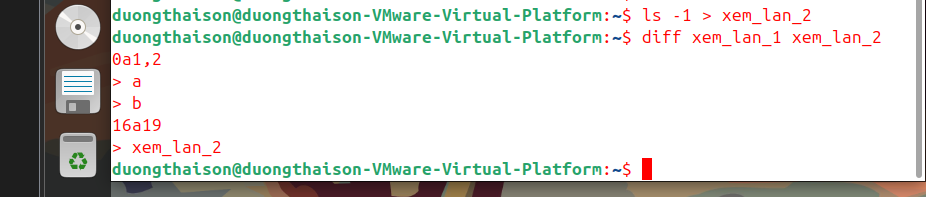 duongthaison@duongthaison-VMware-Virtual-Platform:~$ ls -1 > xem_lan_2
duongthaison@duongthaison-VMware-Virtual-Platform:~$ diff xem_lan_1 xem_lan_2
0a1,2
> a
> b
16a19
> xem_lan_2
duongthaison@duongthaison-VMware-Virtual-Platform:~$